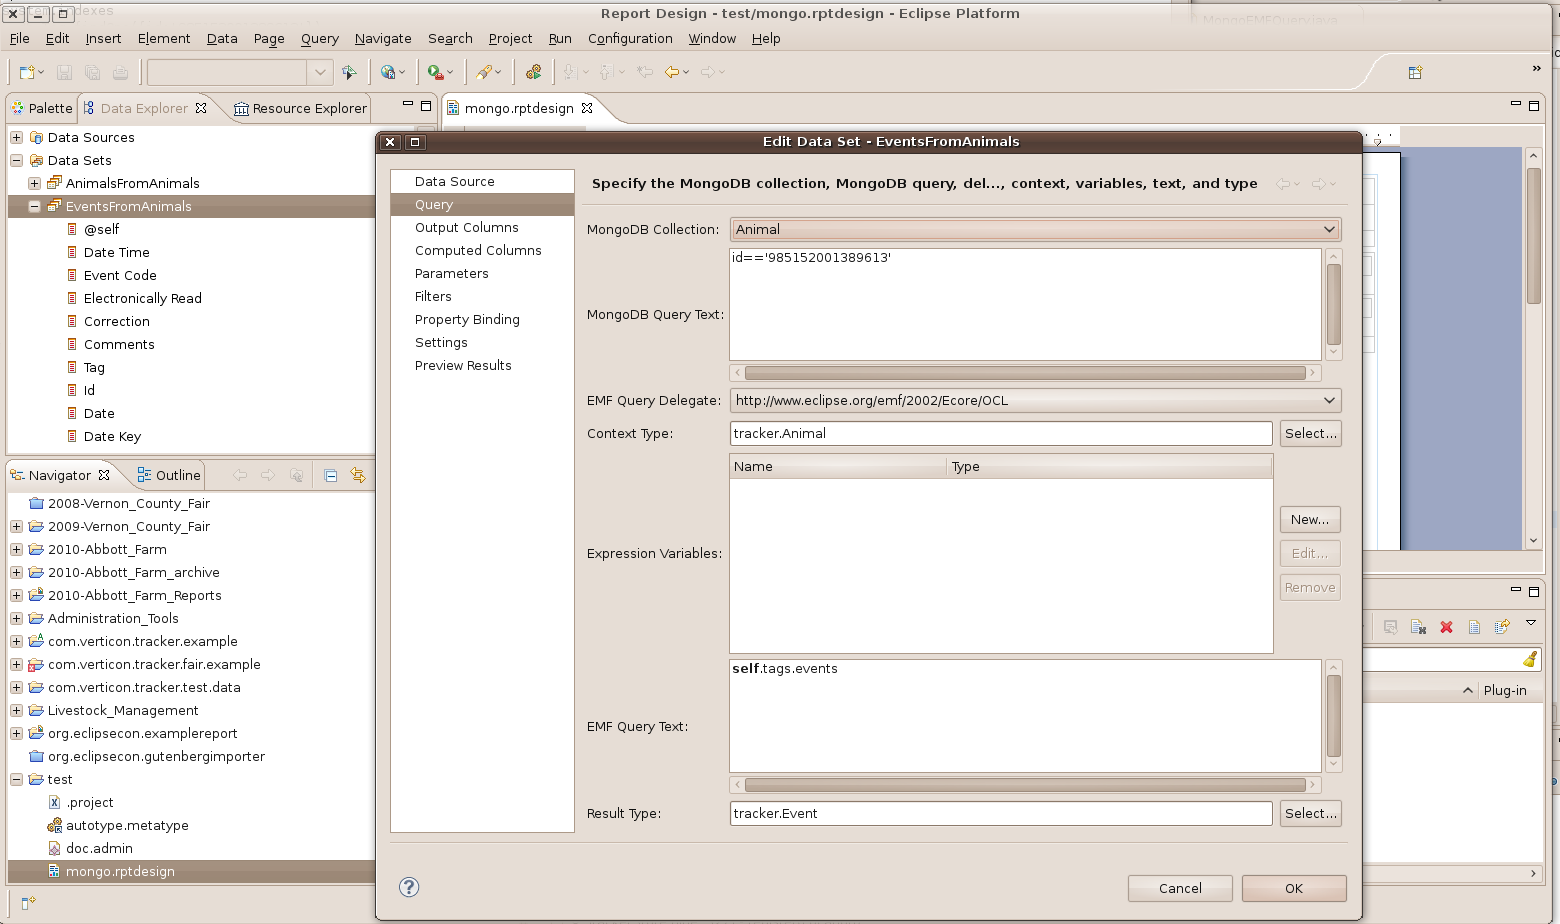 Report Design - test/mongo.rptdesign - Eclipse Platform
File Edit Insert Element Data Page Query Navigate Search Project Run Configuration Window Help
Palette Data Explorer Resource Explorer
mongo.rptdesign
Data Sources
Data Sets
AnimalsFromAnimals
EventsFromAnimals
@self
Date Time
Event Code
Electronically Read
Correction
Comments
Tag
Id
Date
Date Key
Navigator Outline
2008-Vernon_County_Fair
2009-Vernon_County_Fair
2010-Abbott_Farm
2010-Abbott_Farm_archive
2010-Abbott_Farm_Reports
Administration_Tools
com.verticon.tracker.example
com.verticon.tracker.fair.example
com.verticon.tracker.test.data
Livestock_Management
org.eclipsecon.examplereport
org.eclipsecon.gutenbergimporter
test
.project
autotype.metatype
doc.admin
mongo.rptdesign
Edit Data Set - EventsFromAnimals
Data Source
Query
Output Columns
Computed Columns
Parameters
Filters
Property Binding
Settings
Preview Results
Specify the MongoDB collection, MongoDB query, del..., context, variables, text, and type
MongoDB Collection: Animal
MongoDB Query Text: id=='985152001389613'
EMF Query Delegate: http://www.eclipse.org/emf/2002/Ecore/OCL
Context Type: tracker.Animal Select...
Name Type
Expression Variables:
New...
Edit...
Remove
EMF Query Text: self.tags.events
Result Type: tracker.Event Select...
Cancel OK
Plug-in